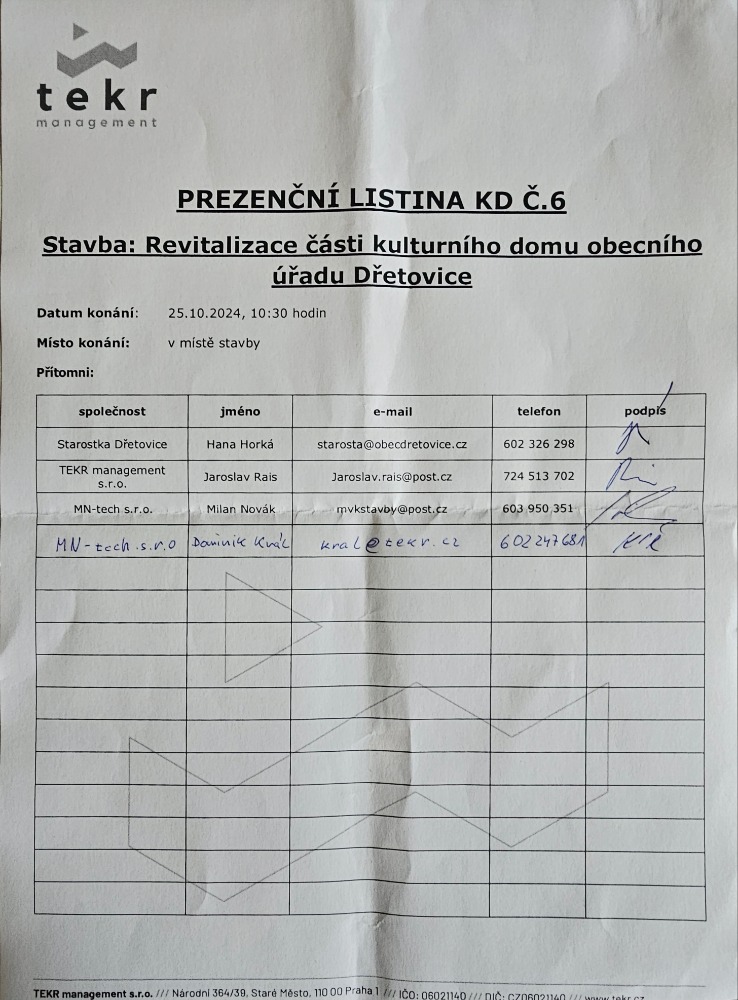 tekr
management
PREZENČNÍ LISTINA KD Č.6
Stavba: Revitalizace části kulturního domu obecního
úřadu Dřetovice
Datum konání: 25.10.2024, 10:30 hodin
Místo konání: v místě stavby
Přítomni:
společnost jméno e-mail telefon podpis
Starostka Dřetovice Hana Horká starosta@obecdretovice.cz 602 326 298
TEKR management
s.r.o. Jaroslav Rais Jaroslav.rais@post.cz 724 513 702
MN-tech s.r.o. Milan Novák mvkstavby@post.cz 603 950 351
MN-tech.s.r.o Dominik Král kral@tekr.cz 602247681
TEKR management s.r.o. /// Národní 364/39, Staré Město, 110 00 Praha 1 /// IČO: 06021140 /// DIČ: CZ06021140 /// www.tekr.cz